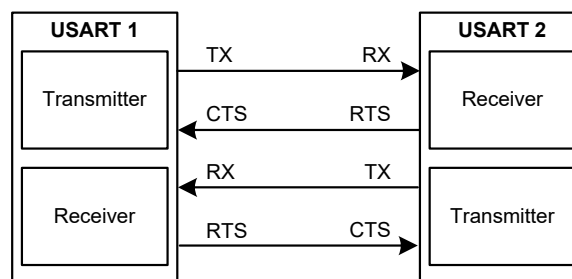 USART 1 USART 2
TX RX
Transmitter Receiver
CTS RTS
RX TX
Receiver Transmitter
RTS CTS